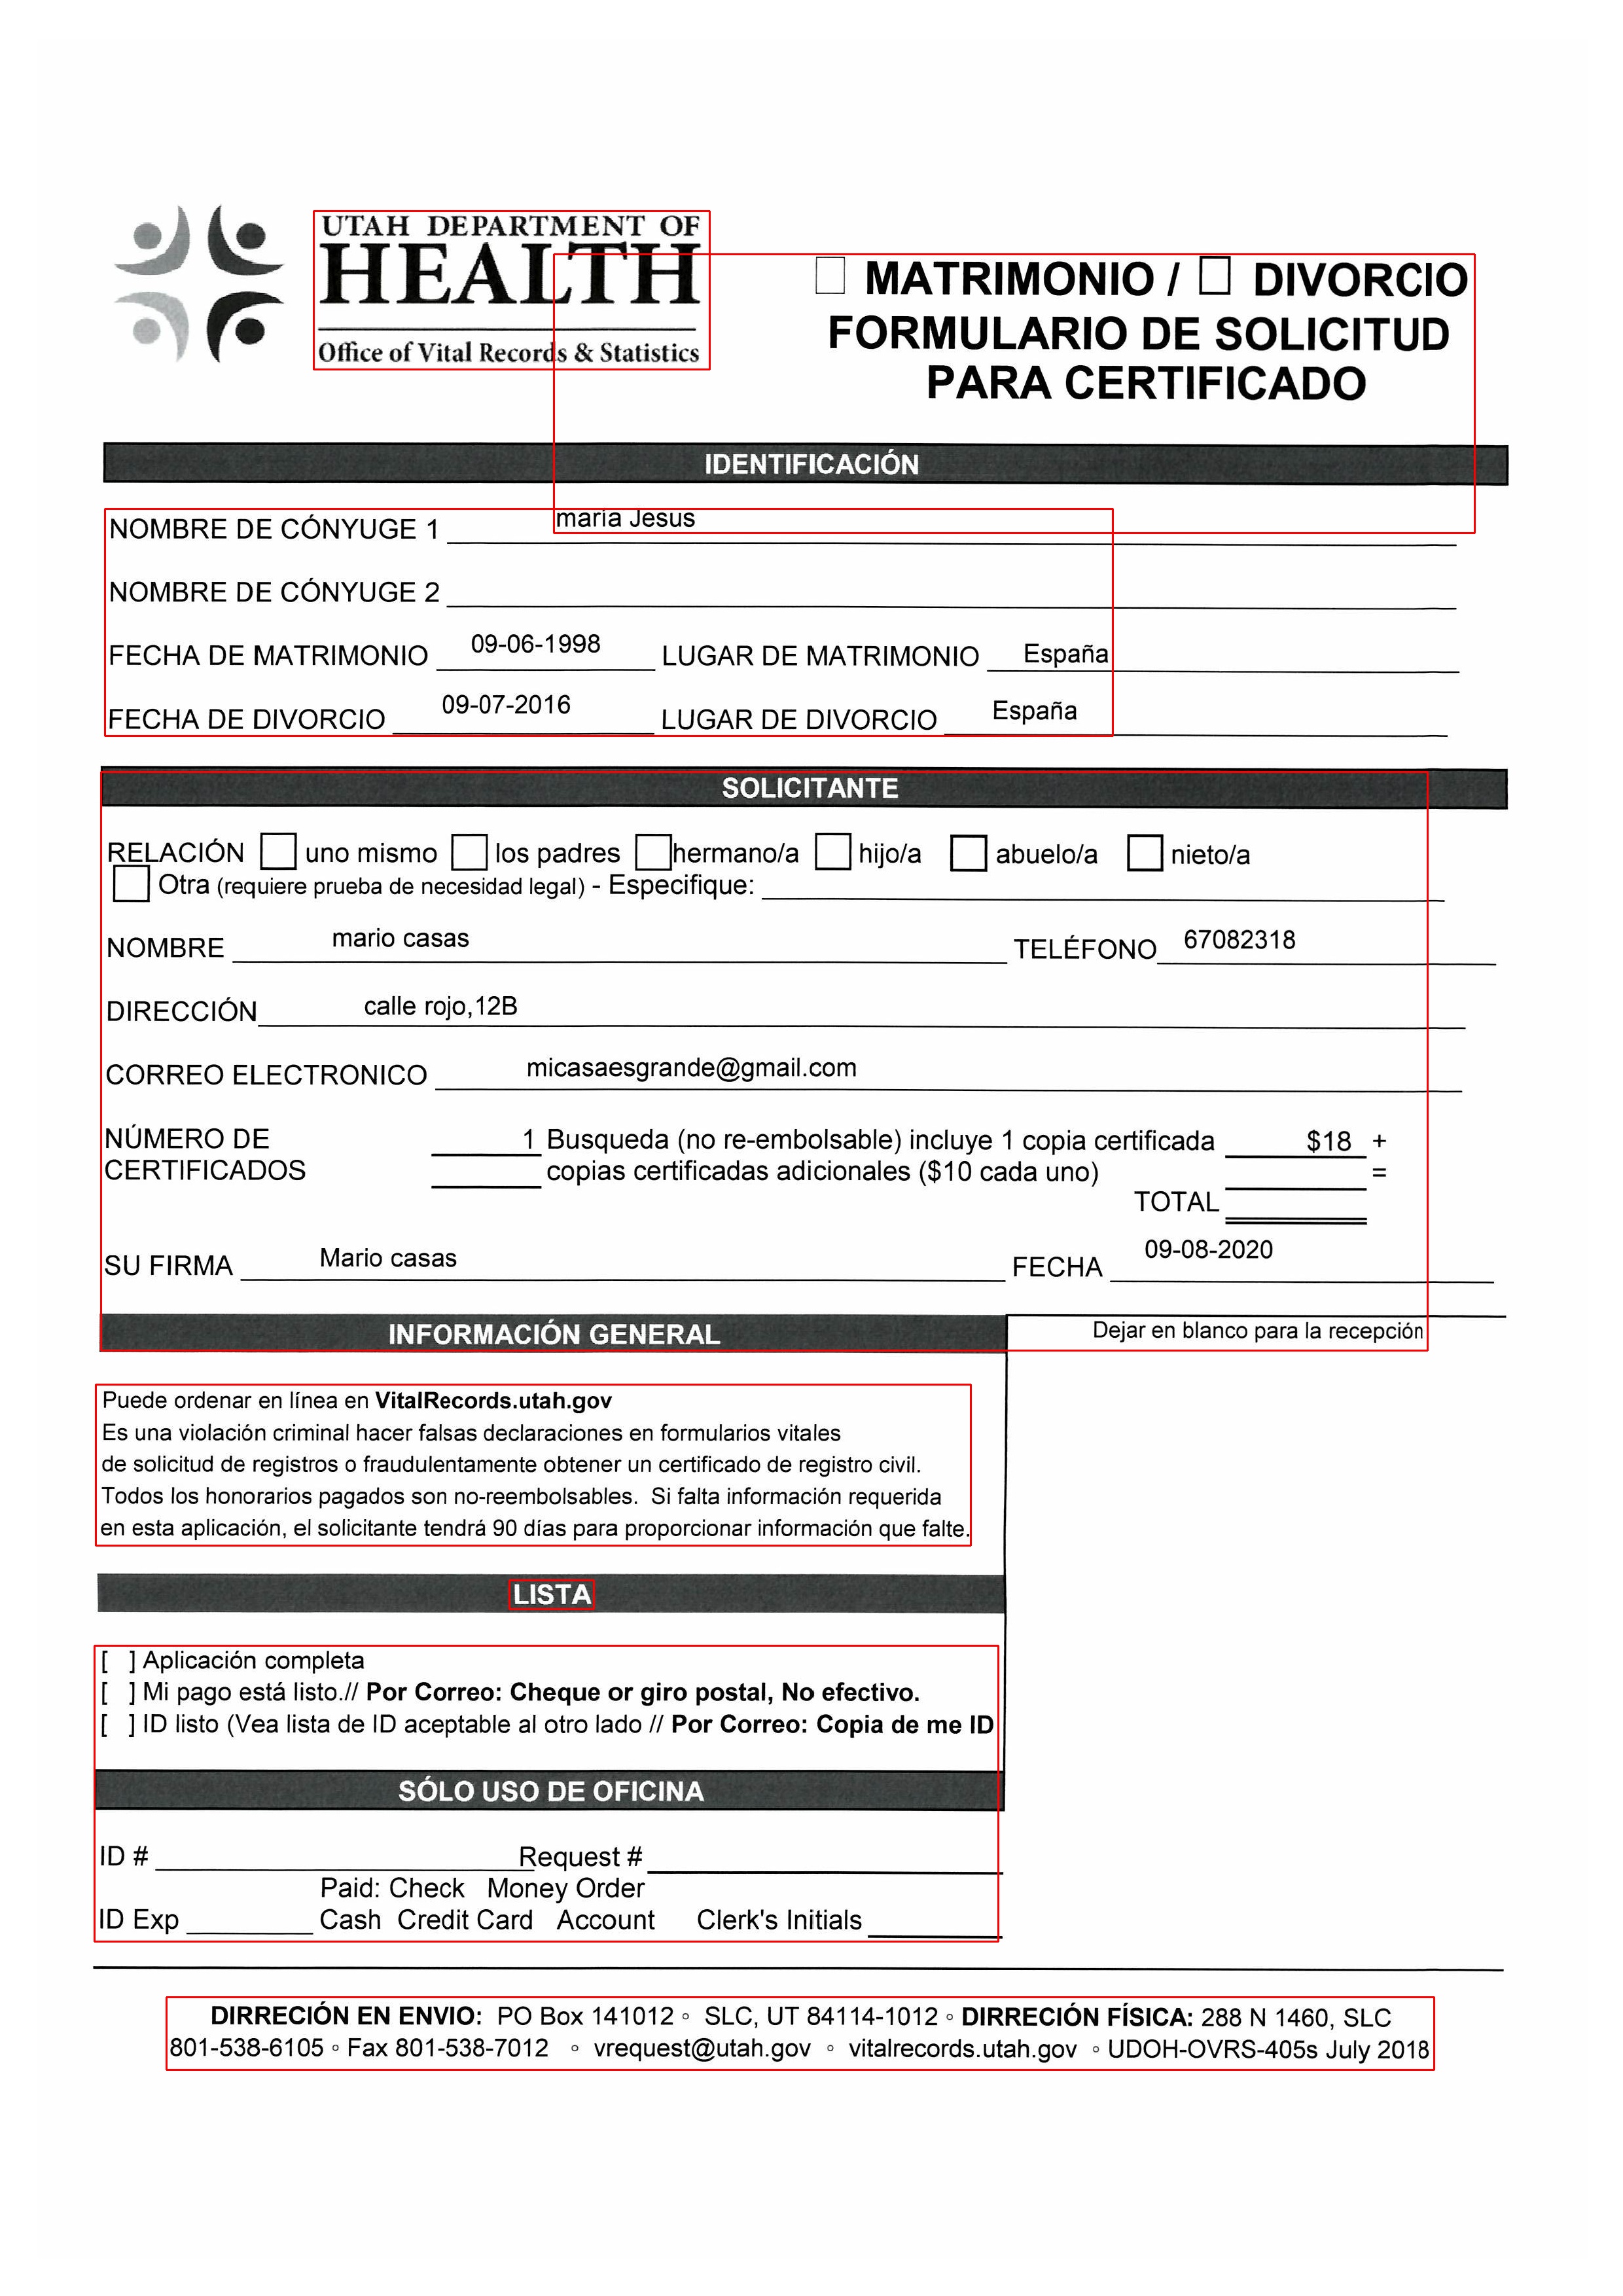 UTAH DEPARTMENT OF
HEALTH
Office of Vital Records & Statistics
MATRIMONIO / DIVORCIO
FORMULARIO DE SOLICITUD
PARA CERTIFICADO
IDENTIFICACIÓN
NOMBRE DE CÓNYUGE 1 maria Jesus
NOMBRE DE CÓNYUGE 2
FECHA DE MATRIMONIO 09-06-1998 LUGAR DE MATRIMONIO España
FECHA DE DIVORCIO 09-07-2016 LUGAR DE DIVORCIO España
SOLICITANTE
RELACIÓN uno mismo los padres hermano/a hijo/a abuelo/a nieto/a
Otra (requiere prueba de necesidad legal) - Especifique:
NOMBRE mario casas TELÉFONO 67082318
DIRECCIÓN calle rojo,12B
CORREO ELECTRONICO micasaesgrande@gmail.com
NÚMERO DE 1 Busqueda (no re-embolsable) incluye 1 copia certificada $18 +
CERTIFICADOS copias certificadas adicionales ($10 cada uno) =
TOTAL
SU FIRMA Mario casas FECHA 09-08-2020
INFORMACIÓN GENERAL Dejar en blanco para la recepción
Puede ordenar en línea en VitalRecords.utah.gov
Es una violación criminal hacer falsas declaraciones en formularios vitales
de solicitud de registros o fraudulentamente obtener un certificado de registro civil.
Todos los honorarios pagados son no-reembolsables. Si falta información requerida
en esta aplicación, el solicitante tendrá 90 días para proporcionar información que falte.
LISTA
[ ] Aplicación completa
[ ] Mi pago está listo.// Por Correo: Cheque or giro postal, No efectivo.
[ ] ID listo (Vea lista de ID aceptable al otro lado // Por Correo: Copia de me ID
SÓLO USO DE OFICINA
ID # Request #
Paid: Check Money Order
ID Exp Cash Credit Card Account Clerk's Initials
DIRRECIÓN EN ENVIO: PO Box 141012 ◦ SLC, UT 84114-1012 ◦ DIRRECIÓN FÍSICA: 288 N 1460, SLC
801-538-6105 ◦ Fax 801-538-7012 ◦ vrequest@utah.gov ◦ vitalrecords.utah.gov ◦ UDOH-OVRS-405s July 2018